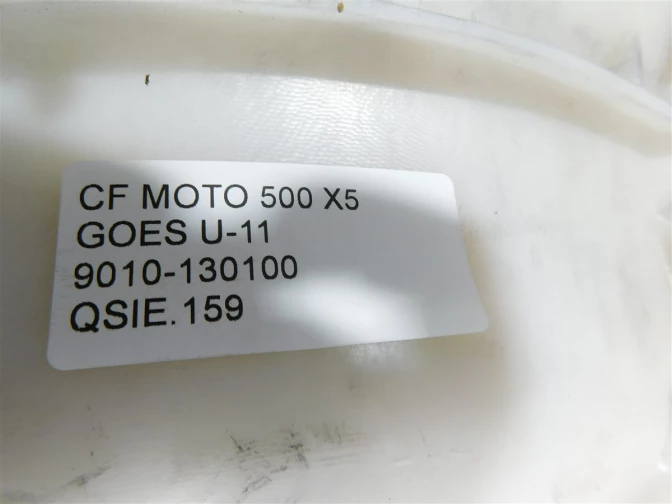 CF MOTO 500 X5
GOES U-11
9010-130100
QSIE.159